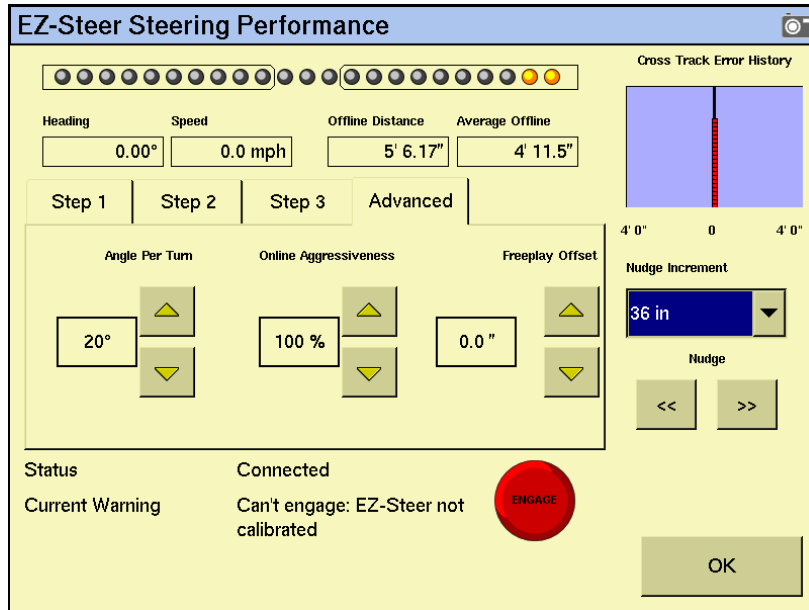 EZ-Steer Steering Performance
Cross Track Error History
Heading
Speed
Offline Distance
Average Offline
0.00°
0.0 mph
5' 6.17"
4' 11.5"
Step 1
Step 2
Step 3
Advanced
4' 0"
0
4' 0"
Angle Per Turn
Online Aggressiveness
Freeplay Offset
Nudge Increment
20°
100 %
0.0 "
36 in
Nudge
<<
>>
Status
Connected
Current Warning
Can't engage: EZ-Steer not
calibrated
ENGAGE
OK